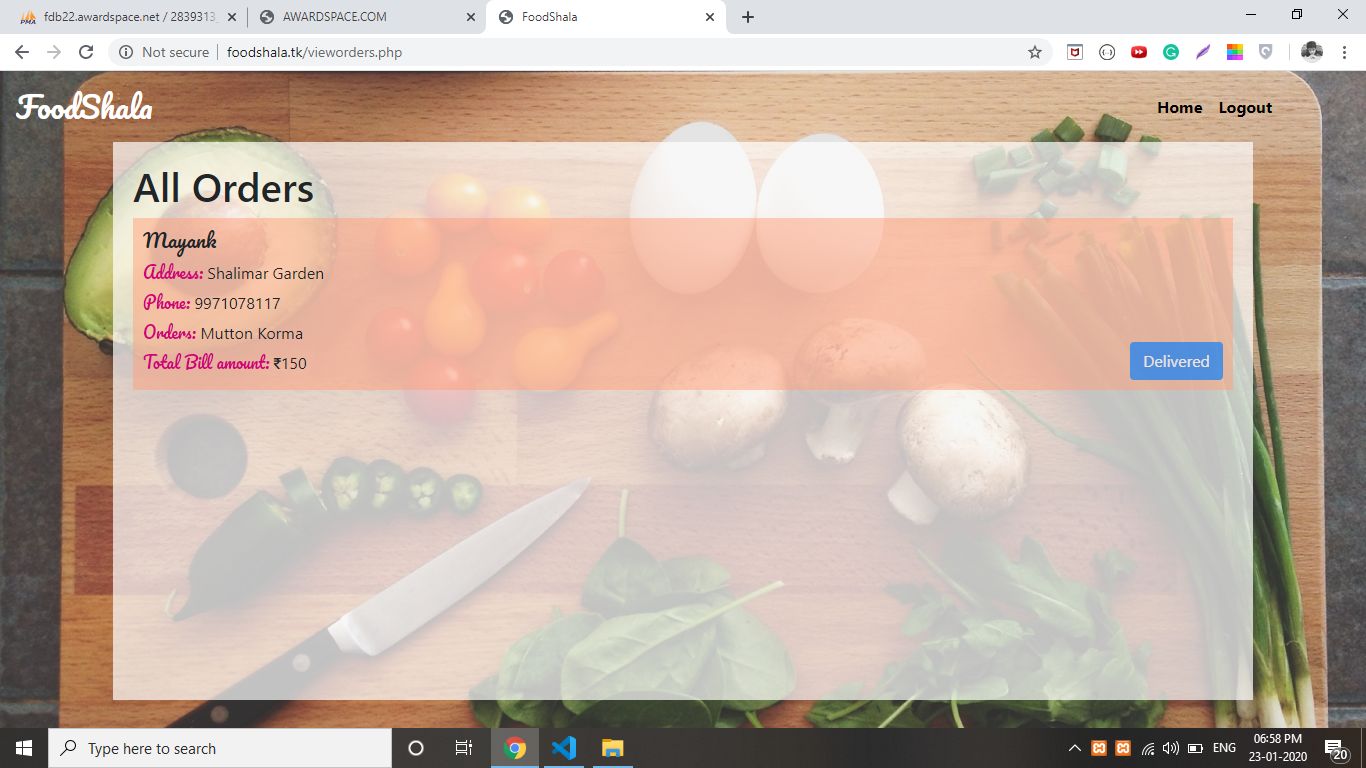 fdb22.awardspace.net / 2839313_
AWARDSPACE.COM
FoodShala
Not secure
foodshala.tk/vieworders.php
FoodShala
Home
Logout
All Orders
Mayank
Address: Shalimar Garden
Phone: 9971078117
Orders: Mutton Korma
Total Bill amount: ₹150
Delivered
Type here to search
ENG
06:58 PM
23-01-2020
20